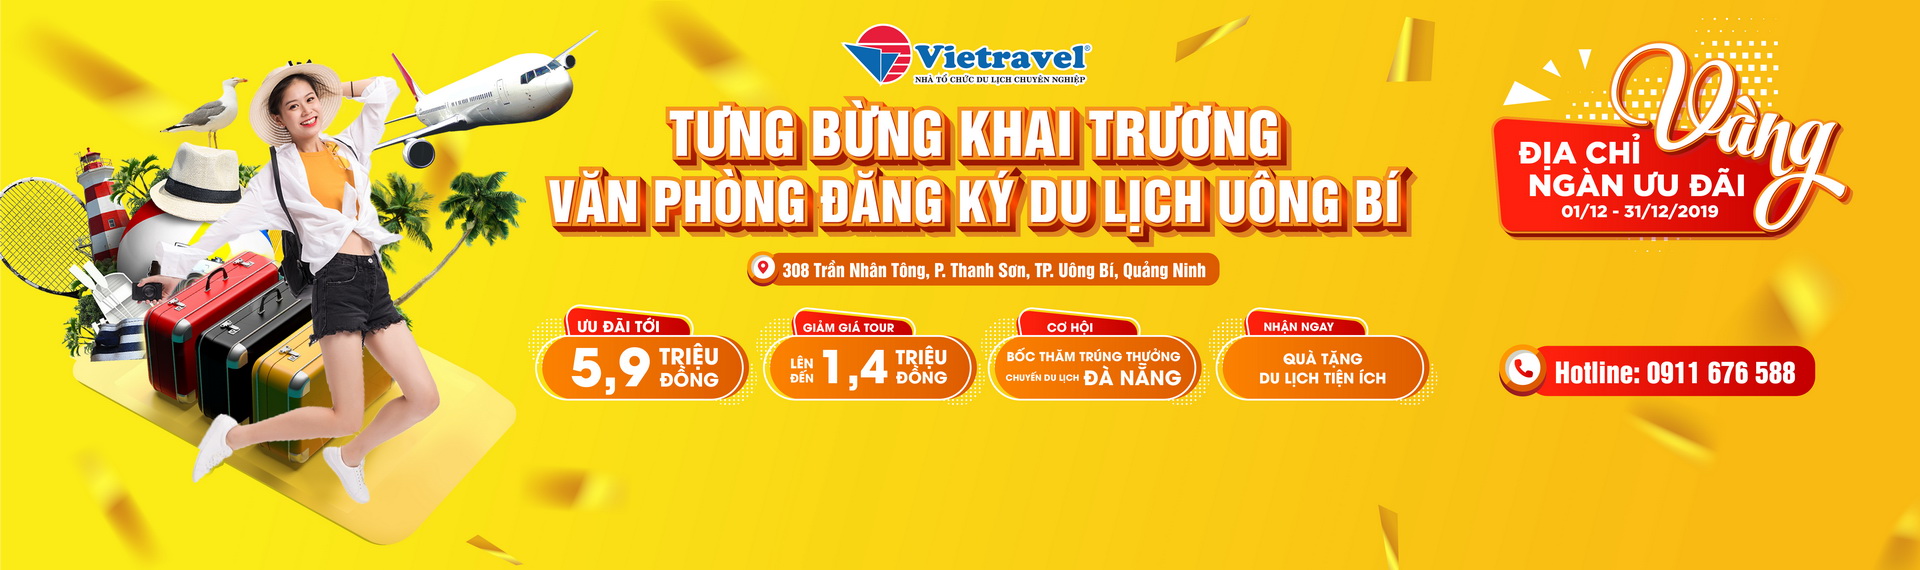 Vietravel®
NHÀ TỔ CHỨC DU LỊCH CHUYÊN NGHIỆP
TƯNG BỪNG KHAI TRƯƠNG
VĂN PHÒNG ĐĂNG KÝ DU LỊCH UÔNG BÍ
308 Trần Nhân Tông, P. Thanh Sơn, TP. Uông Bí, Quảng Ninh
ƯU ĐÃI TỚI
5,9 TRIỆU
ĐỒNG
GIẢM GIÁ TOUR
LÊN
ĐẾN 1,4 TRIỆU
ĐỒNG
CƠ HỘI
BỐC THĂM TRÚNG THƯỞNG
CHUYẾN DU LỊCH ĐÀ NẴNG
NHẬN NGAY
QUÀ TẶNG
DU LỊCH TIỆN ÍCH
ĐỊA CHỈ Vàng
NGÀN ƯU ĐÃI
01/12 - 31/12/2019
Hotline: 0911 676 588